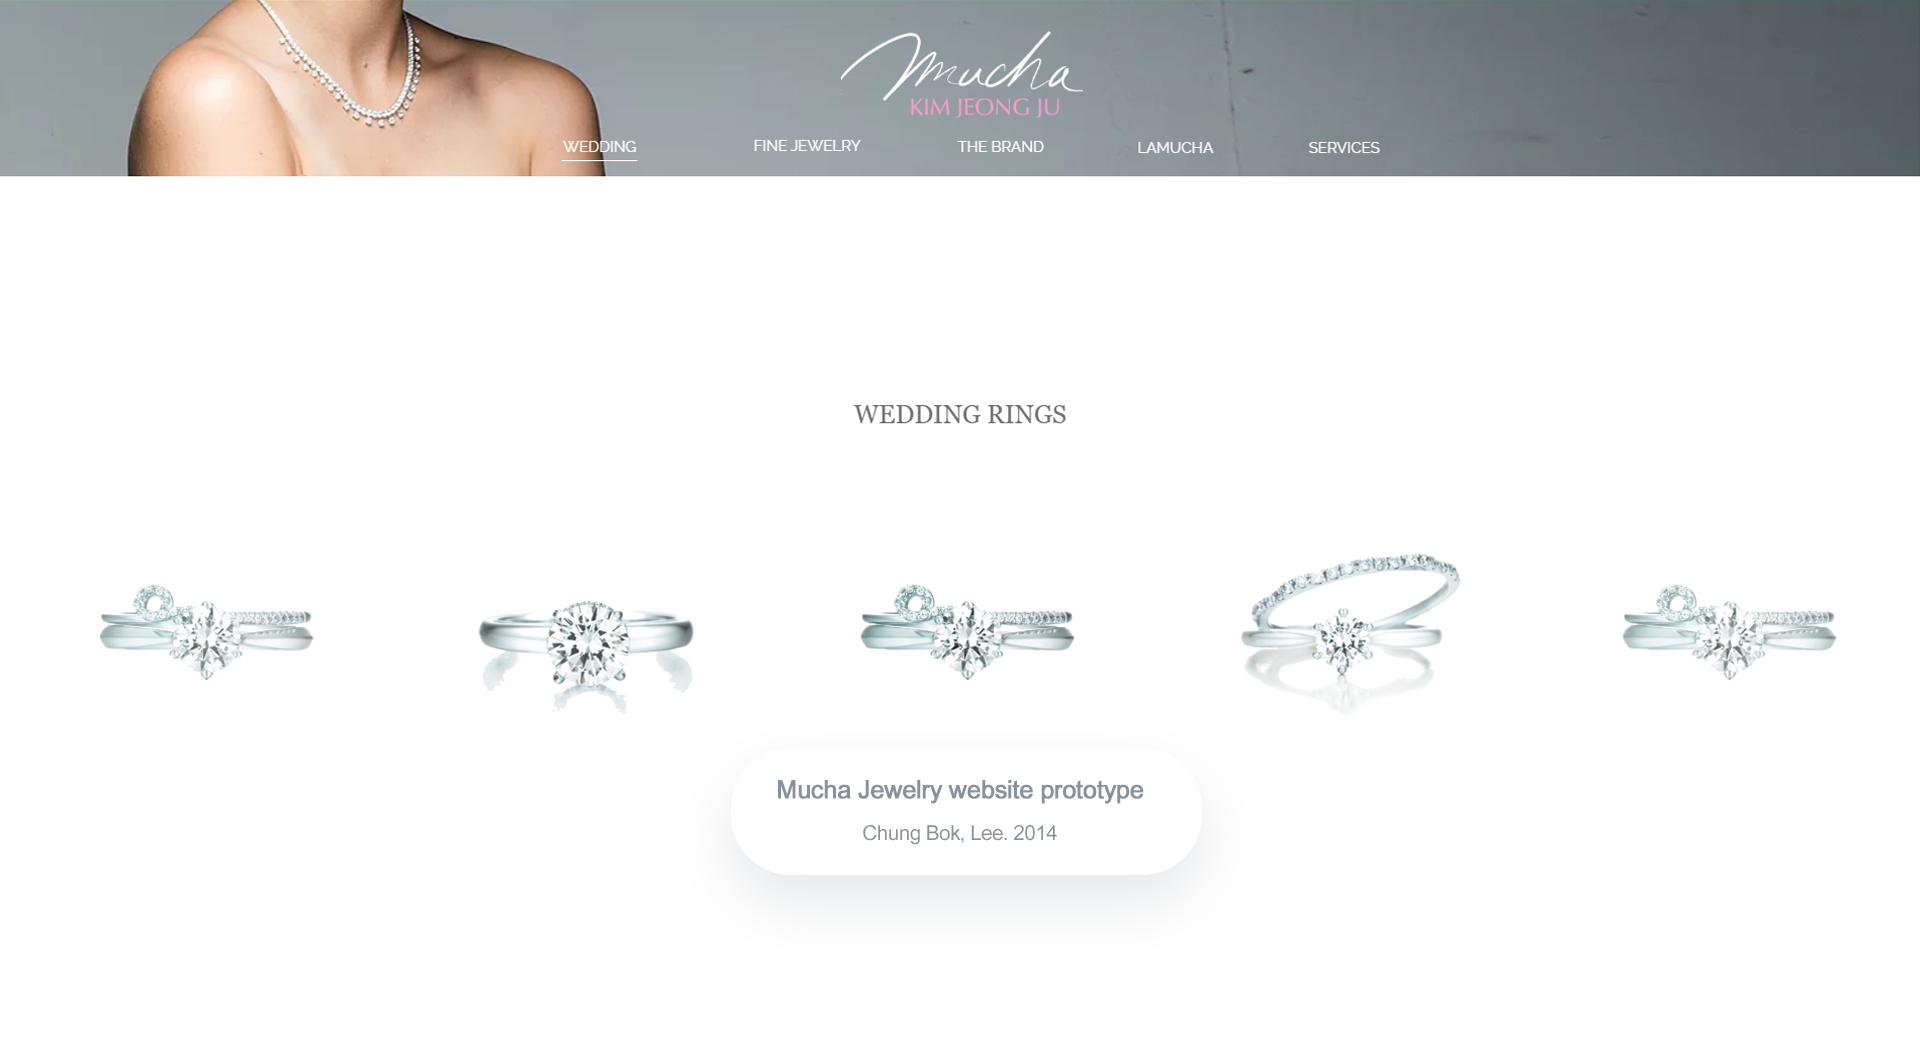 Mucha
KIM JEONG JU
WEDDING FINE JEWELRY THE BRAND LAMUCHA SERVICES
WEDDING RINGS
Mucha Jewelry website prototype
Chung Bok, Lee. 2014